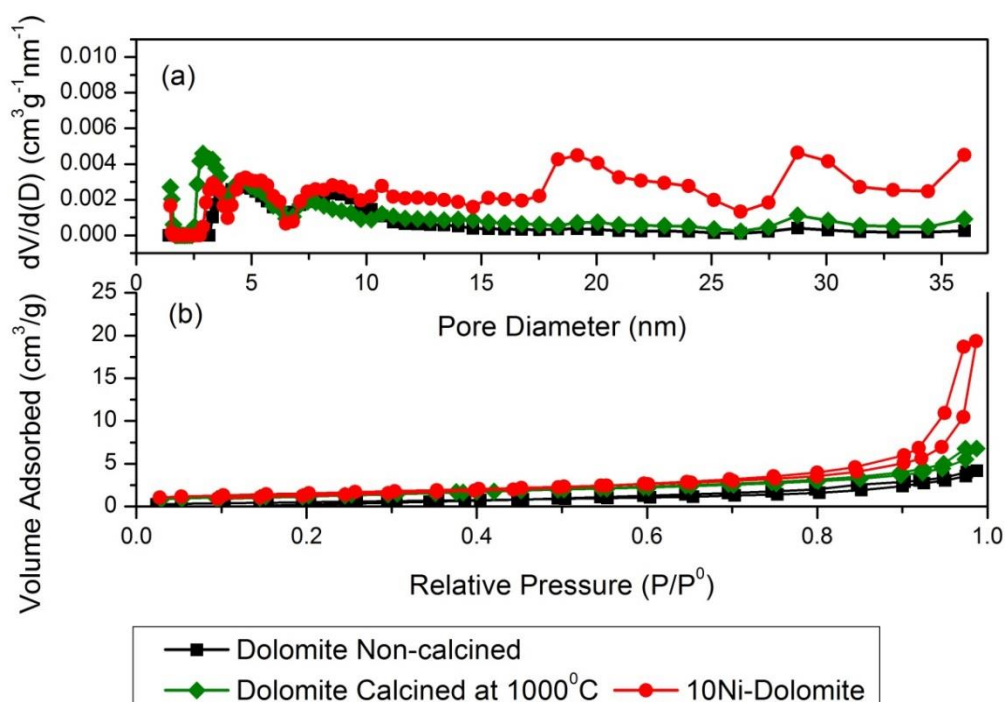 (a)
dV/d(D) (cm³g⁻¹nm⁻¹)
0.010
0.008
0.006
0.004
0.002
0.000
0 5 10 15 20 25 30 35
Pore Diameter (nm)
(b)
Volume Adsorbed (cm³/g)
25
20
15
10
5
0
0.0 0.2 0.4 0.6 0.8 1.0
Relative Pressure (P/P⁰)
Dolomite Non-calcined
Dolomite Calcined at 1000⁰C 10Ni-Dolomite